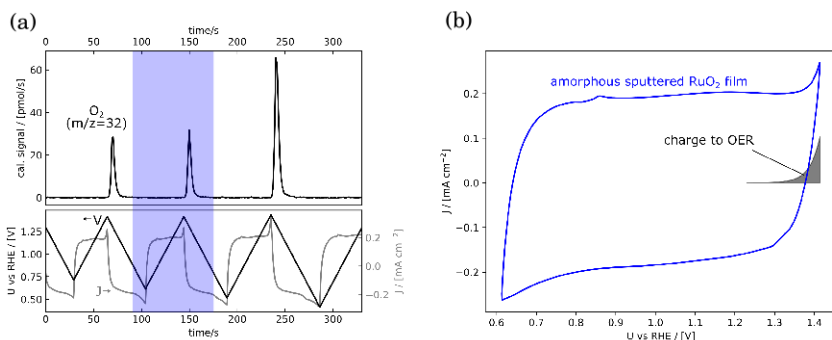 (a)
time/s
0 50 100 150 200 250 300
60
40
20
0
cal. signal / [pmol/s]
O₂
(m/z=32)
1.25
1.00
0.75
0.50
U vs RHE / [V]
←V
J→
0.2
0.0
−0.2
J / [mA cm⁻²]
0 50 100 150 200 250 300
time/s
(b)
amorphous sputtered RuO₂ film
charge to OER
0.2
0.1
0.0
−0.1
−0.2
J / [mA cm⁻²]
0.6 0.7 0.8 0.9 1.0 1.1 1.2 1.3 1.4
U vs RHE / [V]